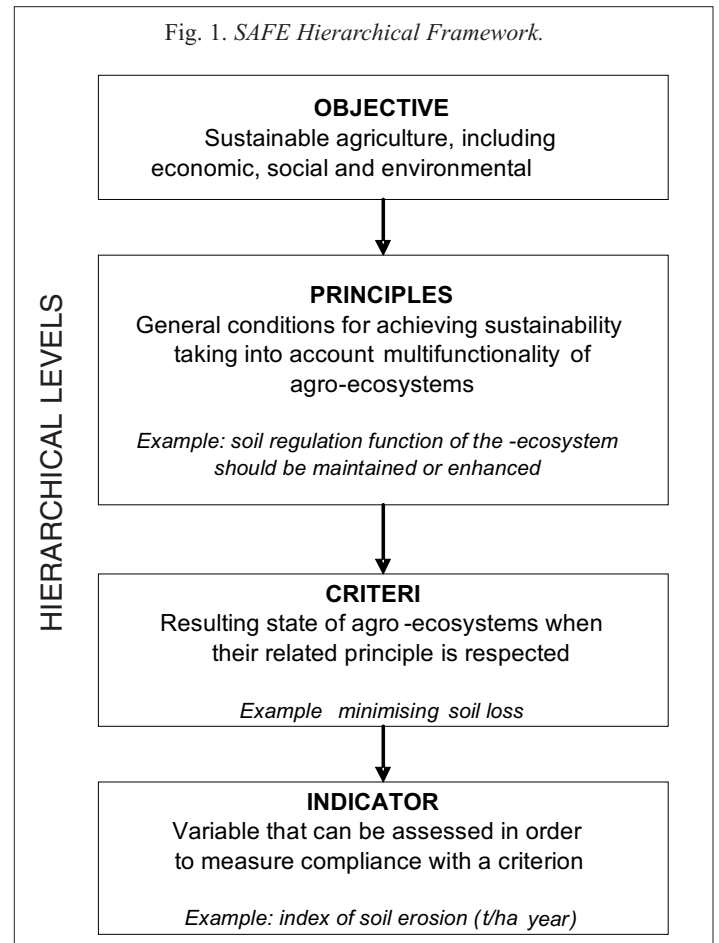 Fig. 1. SAFE Hierarchical Framework.
HIERARCHICAL LEVELS
OBJECTIVE
Sustainable agriculture, including
economic, social and environmental
PRINCIPLES
General conditions for achieving sustainability
taking into account multifunctionality of
agro-ecosystems
Example: soil regulation function of the -ecosystem
should be maintained or enhanced
CRITERI
Resulting state of agro-ecosystems when
their related principle is respected
Example minimising soil loss
INDICATOR
Variable that can be assessed in order
to measure compliance with a criterion
Example: index of soil erosion (t/ha year)